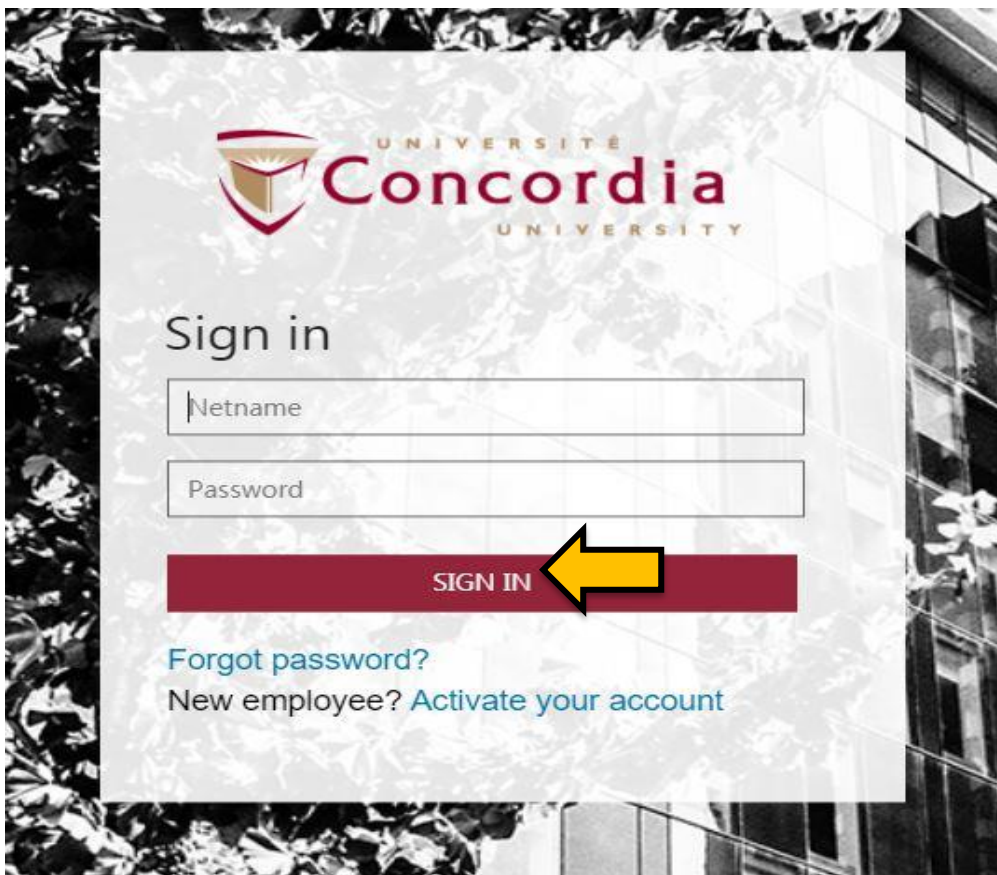 UNIVERSITÉ
Concordia
UNIVERSITY
Sign in
Netname
Password
SIGN IN
Forgot password?
New employee? Activate your account